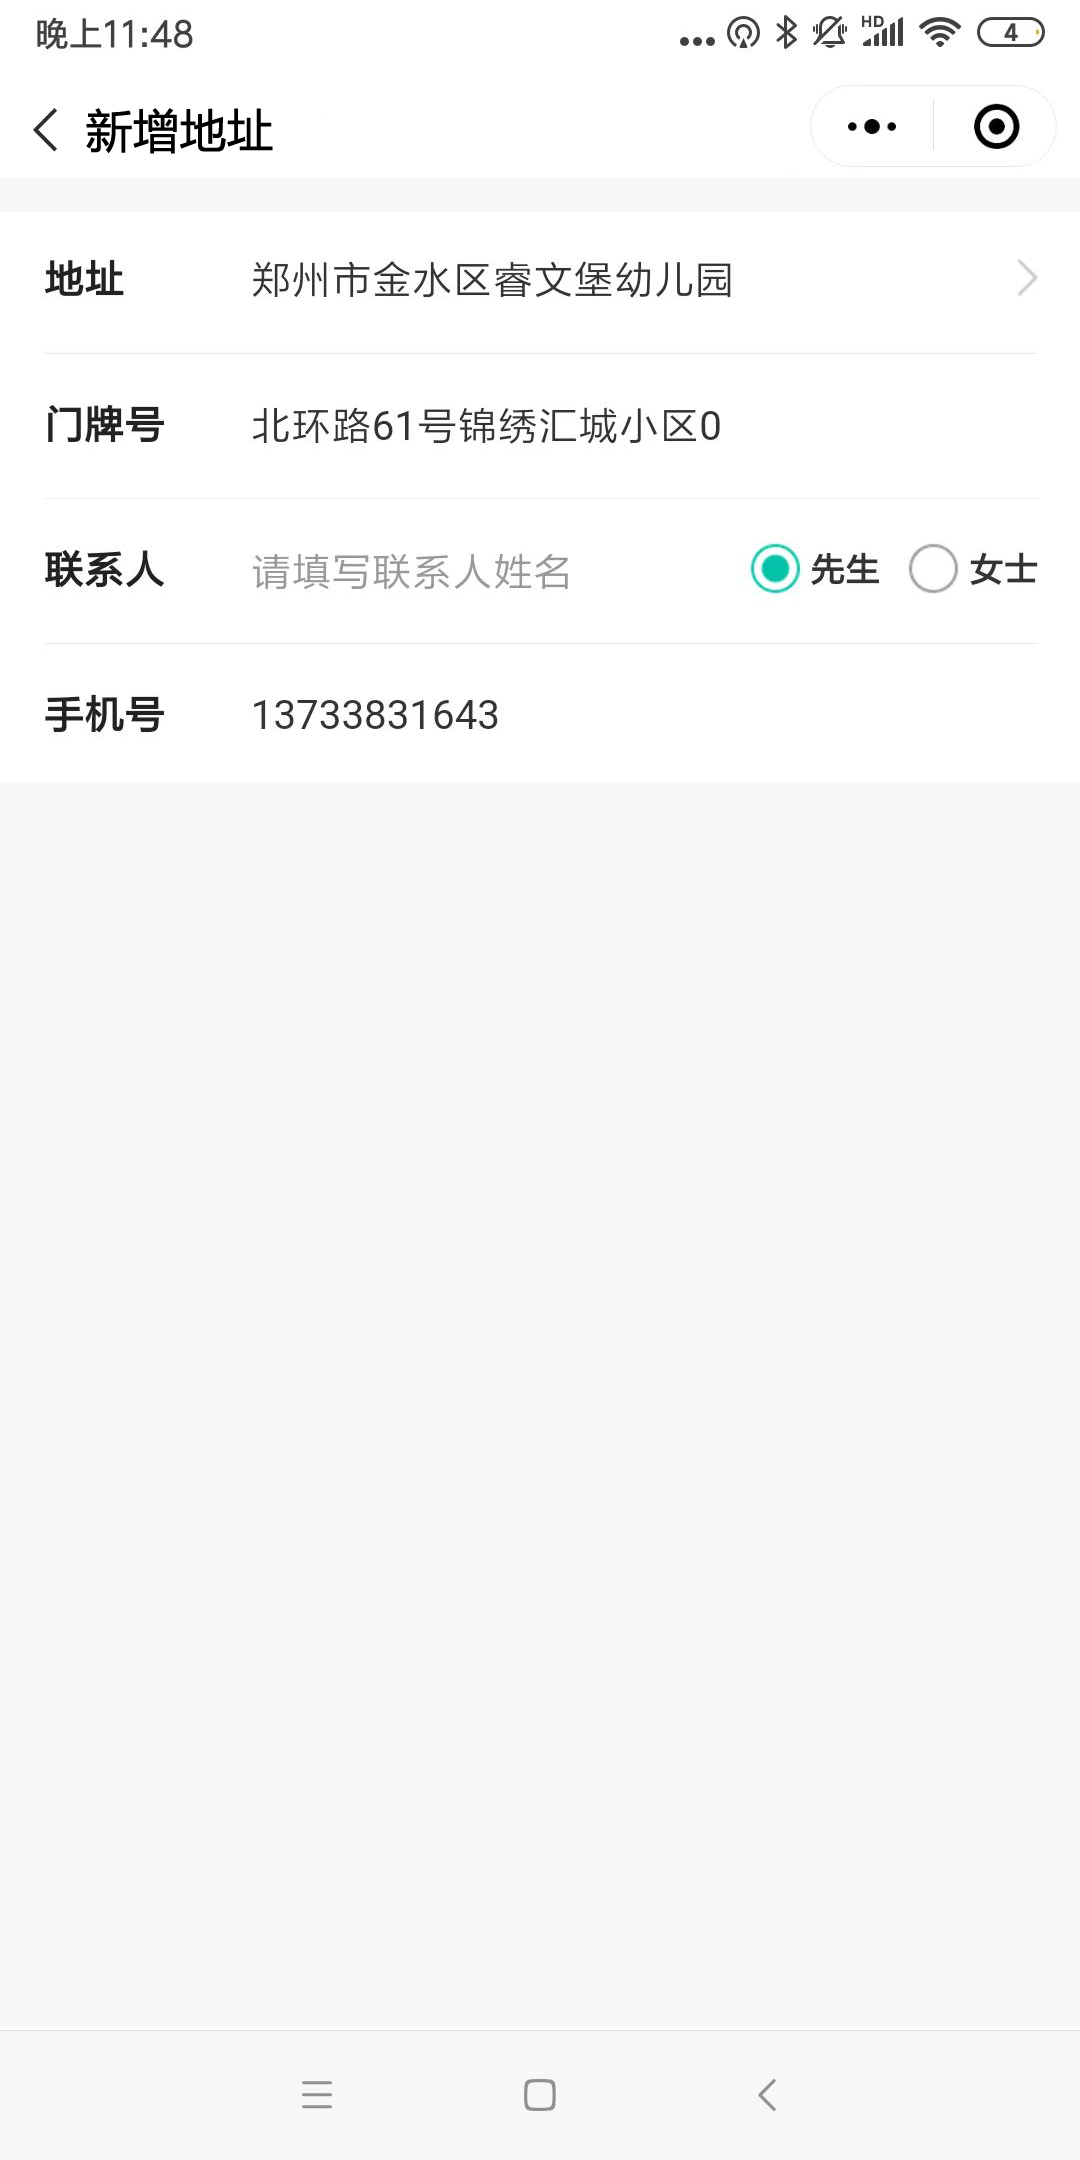 晚上11:48
HD
4
新增地址
地址 郑州市金水区睿文堡幼儿园
门牌号 北环路61号锦绣汇城小区0
联系人 请填写联系人姓名 先生 女士
手机号 13733831643